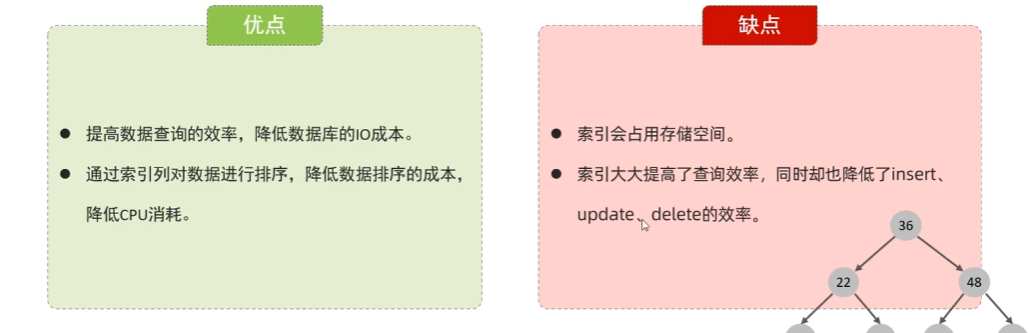 优点
提高数据查询的效率，降低数据库的IO成本。
通过索引列对数据进行排序，降低数据排序的成本，
降低CPU消耗。
缺点
索引会占用存储空间。
索引大大提高了查询效率，同时却也降低了insert、
update、delete的效率。
36
22
48